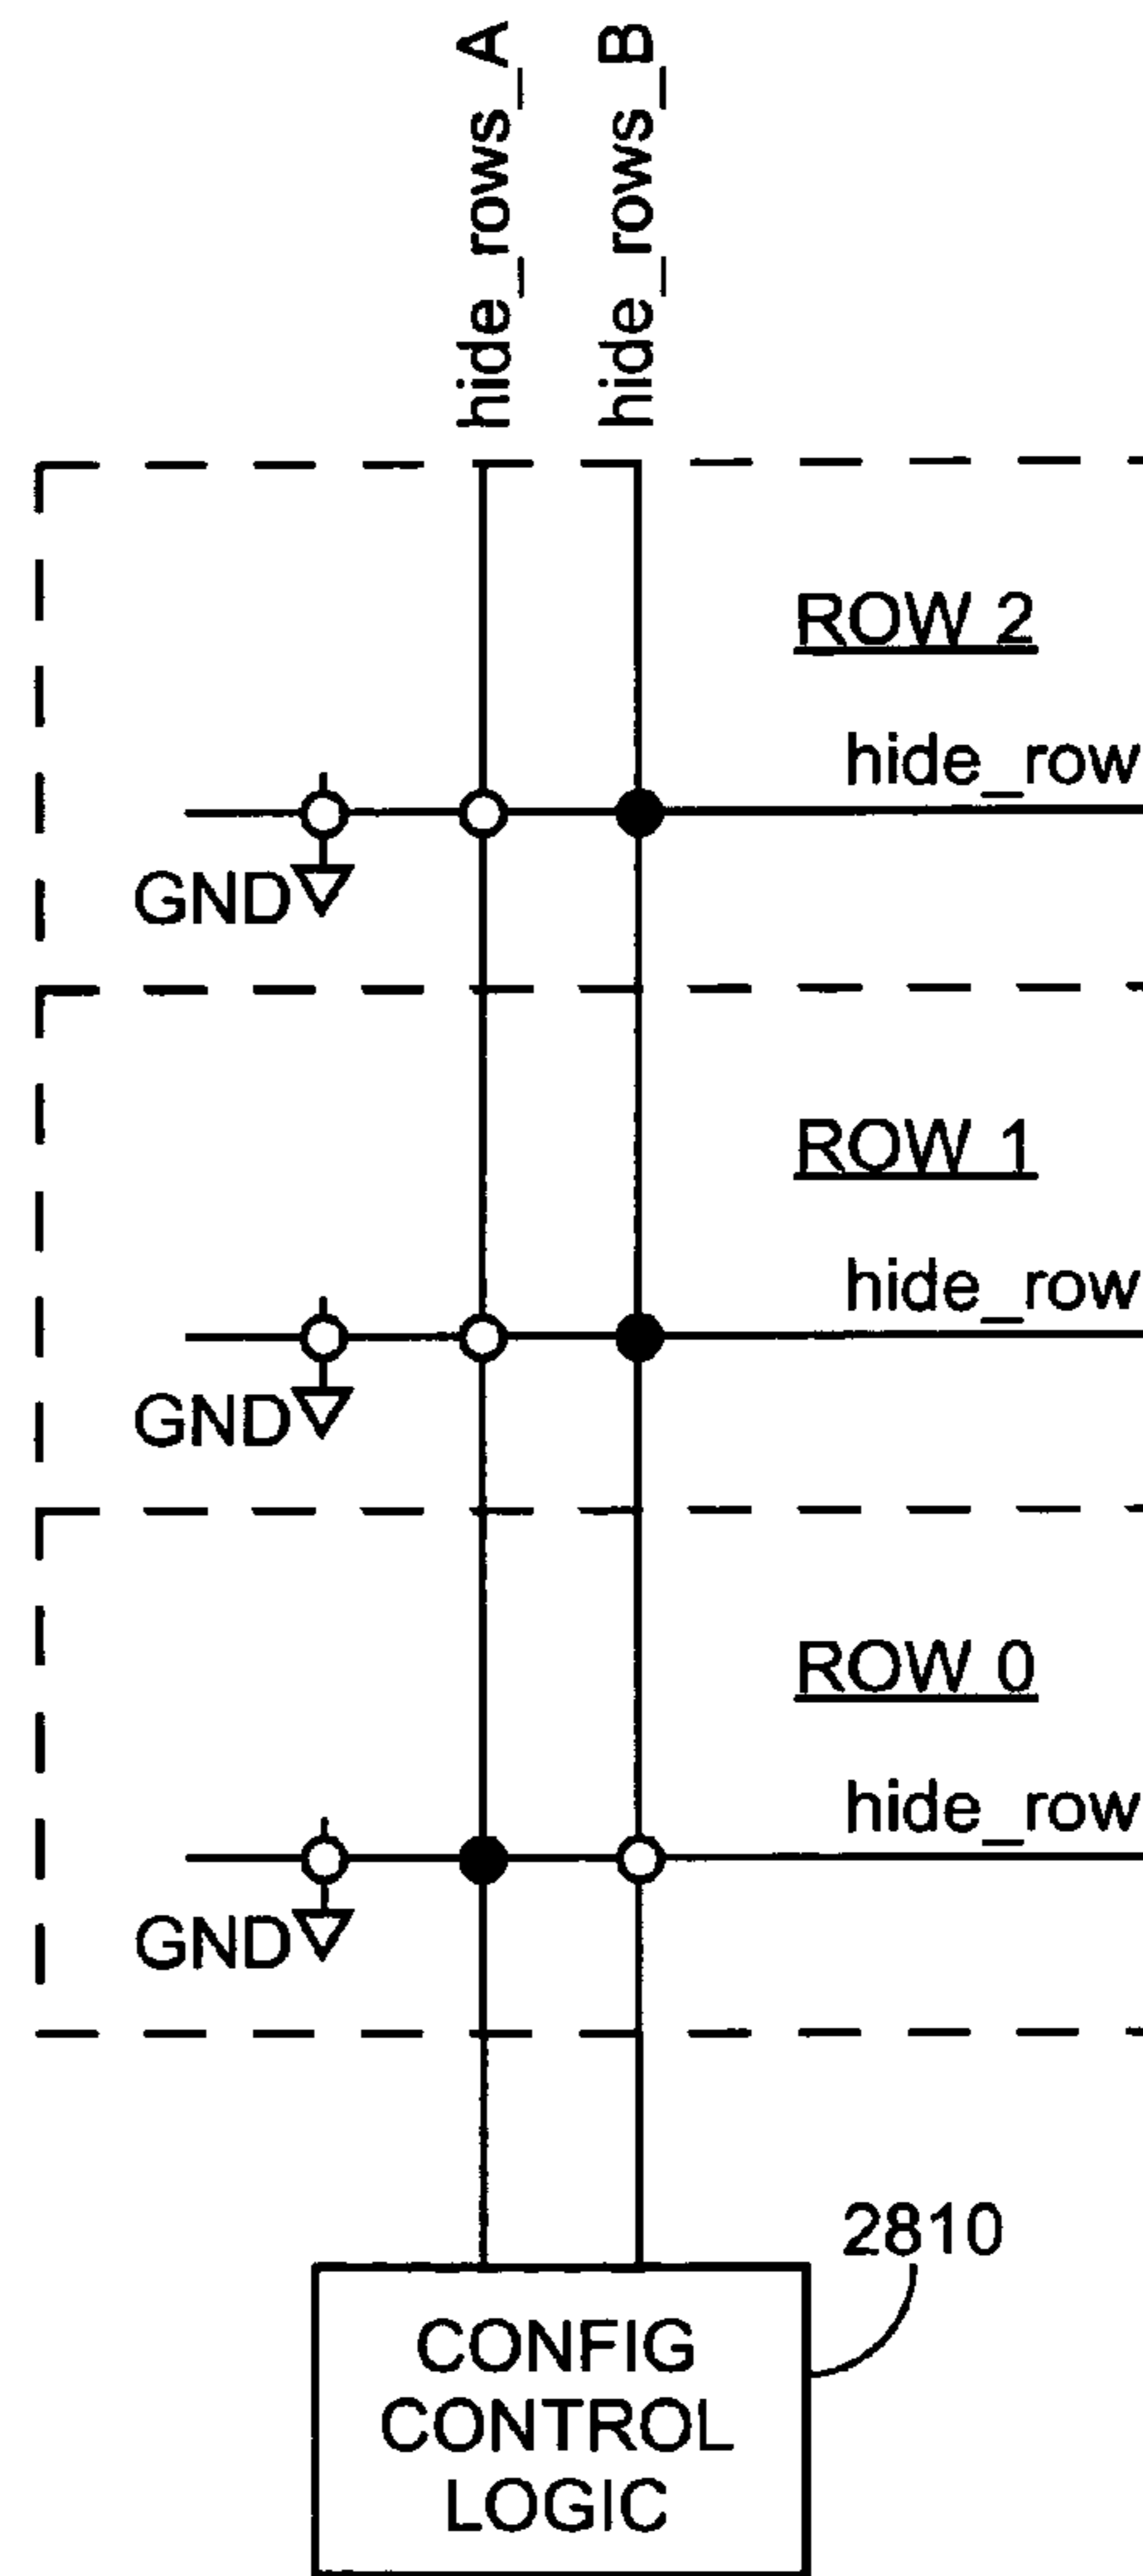 hide_rows_A
hide_rows_B
ROW 2
hide_row
GND
ROW 1
hide_row
GND
ROW 0
hide_row
GND
2810
CONFIG
CONTROL
LOGIC